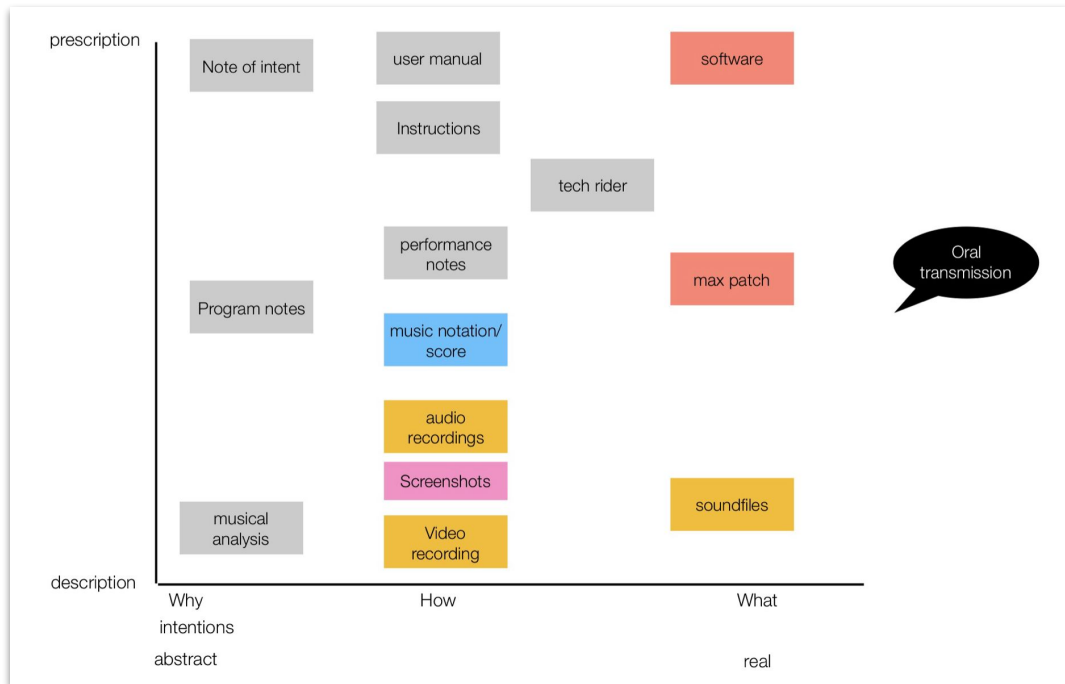 prescription
Note of intent
user manual
software
Instructions
tech rider
performance
notes
Oral
transmission
max patch
Program notes
music notation/
score
audio
recordings
Screenshots
soundfiles
musical
analysis
Video
recording
description
Why
How
What
intentions
abstract
real